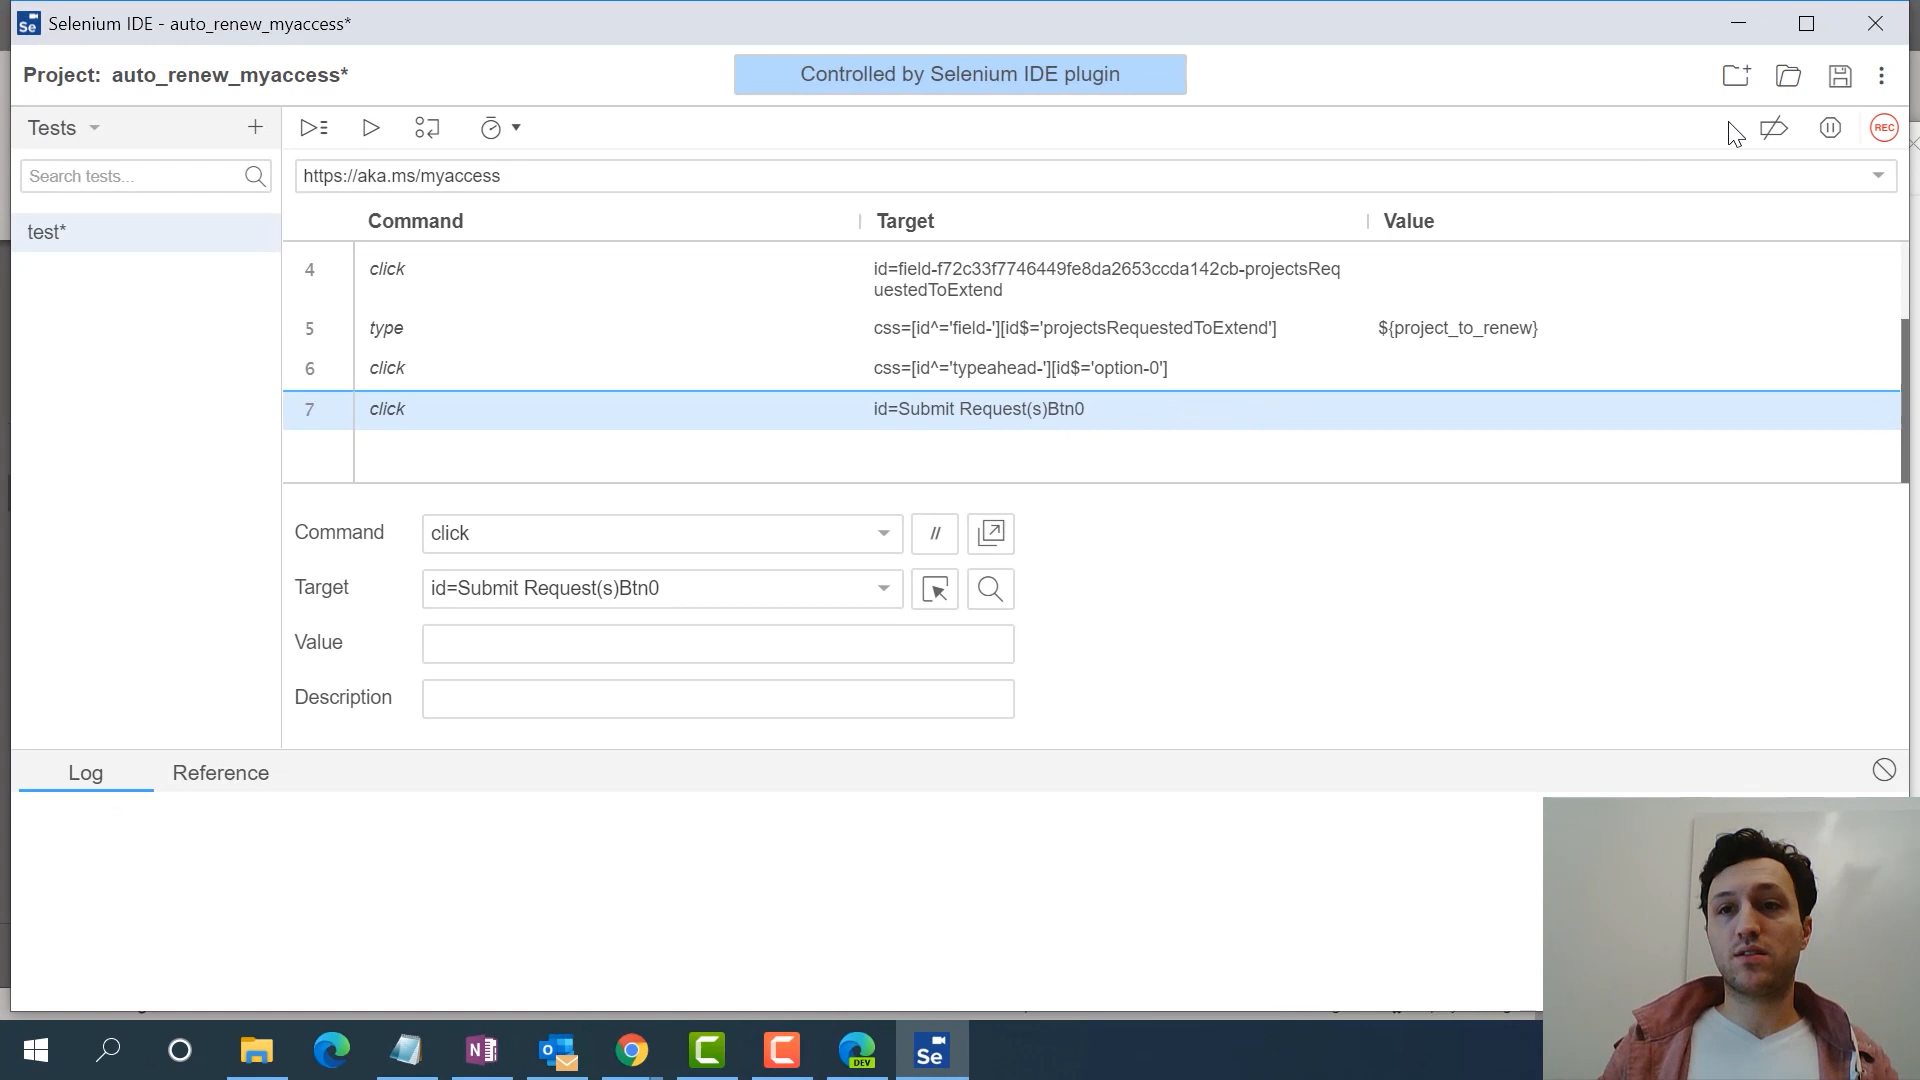 Selenium IDE - auto_renew_myaccess*
Project: auto_renew_myaccess*
Controlled by Selenium IDE plugin
Tests
REC
Search tests...
https://aka.ms/myaccess
Command Target Value
test*
4 click id=field-f72c33f7746449fe8da2653ccda142cb-projectsReq
uestedToExtend
5 type css=[id^='field-'][id$='projectsRequestedToExtend'] ${project_to_renew}
6 click css=[id^='typeahead-'][id$='option-0']
7 click id=Submit Request(s)Btn0
Command click //
Target id=Submit Request(s)Btn0
Value
Description
Log Reference
N
DEV
Se